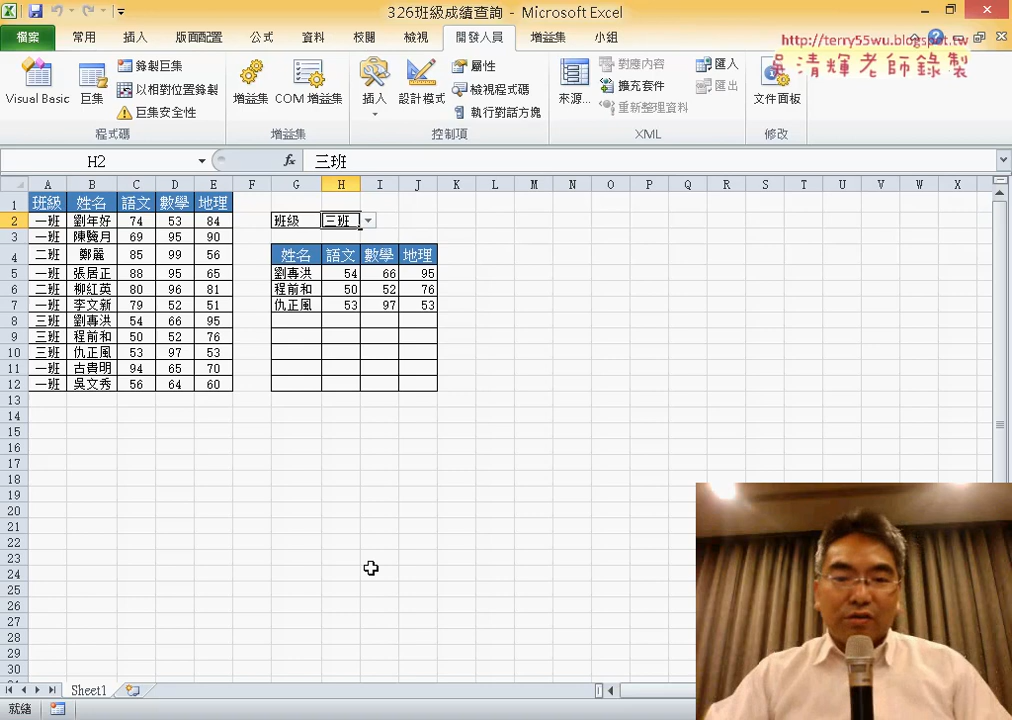 326班級成績查詢 - Microsoft Excel
http://terry55wu.blogspot.tw
吳清輝老師錄製
檔案 常用 插入 版面配置 公式 資料 校閱 檢視 開發人員 增益集 小組
Visual Basic 巨集 錄製巨集 以相對位置錄製 巨集安全性
增益集 COM 增益集
插入 設計模式 屬性 檢視程式碼 執行對話方塊
來源... 對應內容 擴充套件 重新整理資料 匯入 匯出
文件面板
程式碼 增益集 控制項 XML 修改
H2 fx 三班
A B C D E F G H I J K L M N O P Q R S T U V W X
1 班級 姓名 語文 數學 地理
2 一班 劉年好 74 53 84 班級 三班
3 一班 陳豔月 69 95 90
4 二班 鄭麗 85 99 56 姓名 語文 數學 地理
5 一班 張居正 88 95 65 劉專洪 54 66 95
6 二班 柳紅英 80 96 81 程前和 50 52 76
7 一班 李文新 79 52 51 仇正風 53 97 53
8 三班 劉專洪 54 66 95
9 三班 程前和 50 52 76
10 三班 仇正風 53 97 53
11 一班 古貴明 94 65 70
12 一班 吳文秀 56 64 60
13
14
15
16
17
18
19
20
21
22
23
24
25
26
27
28
29
30
Sheet1
就緒